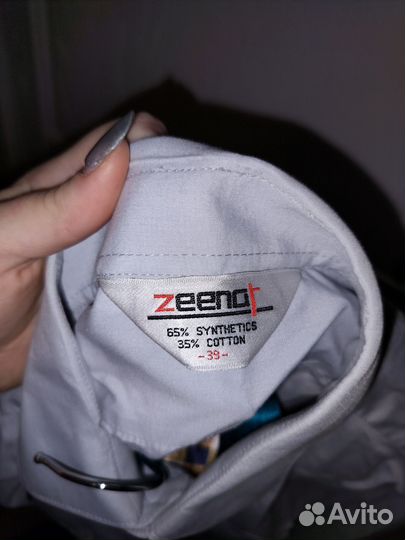 zeenat
65% SYNTHETICS
35% COTTON
-39-
Avito